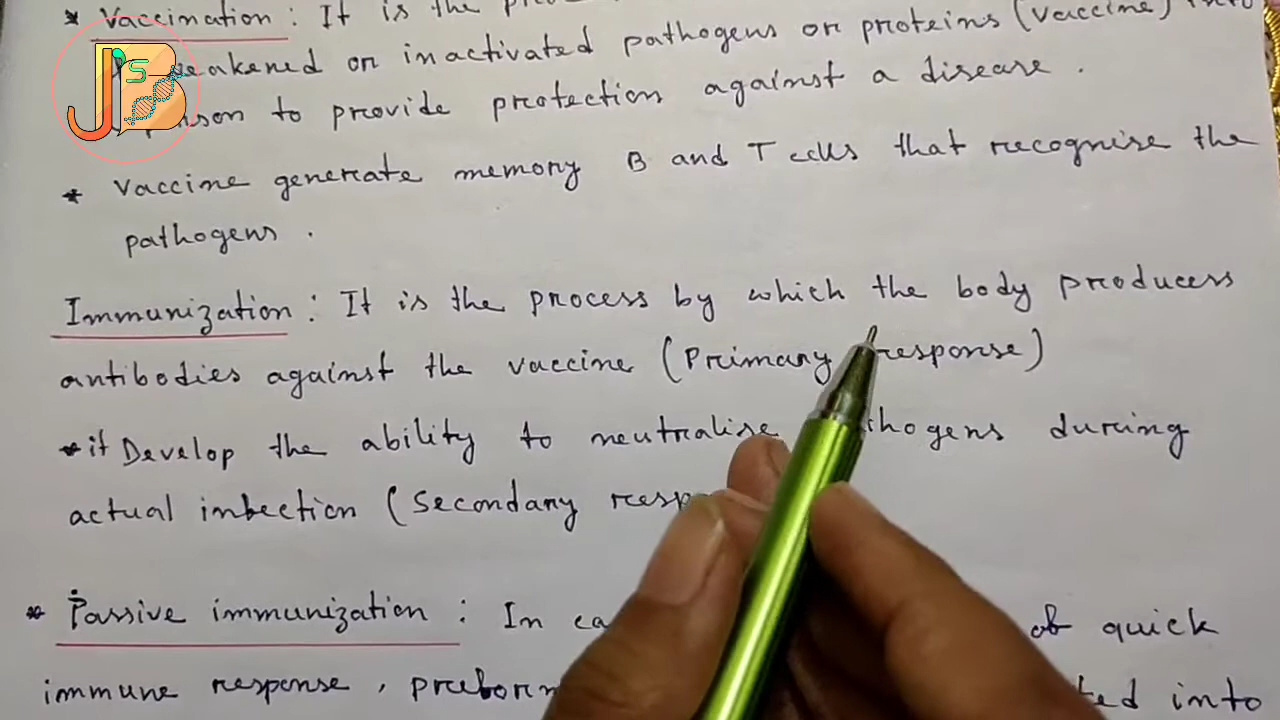 * Vaccination : It is the
weakened or inactivated pathogens or proteins (vaccine) into
person to provide protection against a disease .
* Vaccine generate memory B and T cells that recognise the
pathogens .
Immunization : It is the process by which the body producess
antibodies against the vaccine (Primary response)
* it Develop the ability to neutralise during
actual infection (Secondary
* Passive immunization : In of quick
immune response , into
JB
S